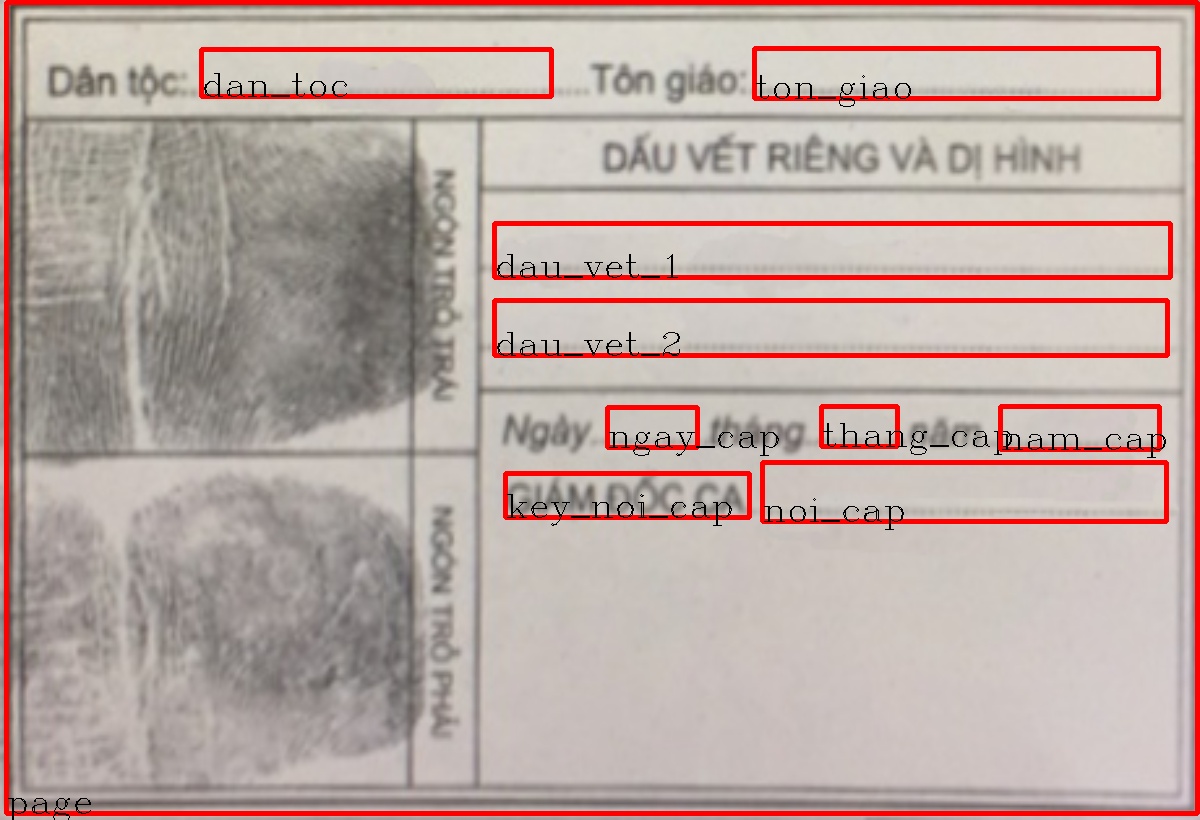 Dân tộc: dan_toc Tôn giáo: ton_giao
DẤU VẾT RIÊNG VÀ DỊ HÌNH
dau_vet_1
dau_vet_2
NGÓN TRỎ TRÁI
Ngày ngay_cap tháng thang_cap năm nam_cap
GIÁM ĐỐC CA key_noi_cap noi_cap
NGÓN TRỎ PHẢI
page